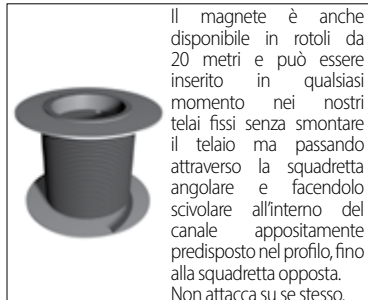 Il magnete è anche
disponibile in rotoli da
20 metri e può essere
inserito in qualsiasi
momento nei nostri
telai fissi senza smontare
il telaio ma passando
attraverso la squadretta
angolare e facendolo
scivolare all'interno del
canale appositamente
predisposto nel profilo, fino
alla squadretta opposta.
Non attacca su se stesso.